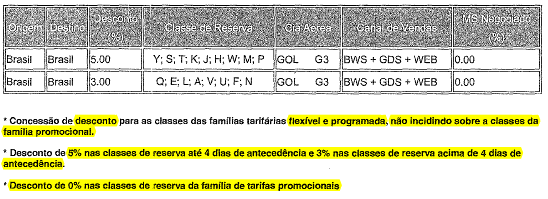 Origem Destino Desconto (%) Classe de Reserva Cia Aérea Canal de Vendas MS Negociado (%)
Brasil Brasil 5.00 Y; S; T; K; J; H; W; M; P GOL G3 BWS + GDS + WEB 0.00
Brasil Brasil 3.00 Q; E; L; A; V; U; F; N GOL G3 BWS + GDS + WEB 0.00
* Concessão de desconto para as classes das famílias tarifárias flexível e programada, não incidindo sobre a classes da
família promocional.
* Desconto de 5% nas classes de reserva até 4 dias de antecedência e 3% nas classes de reserva acima de 4 dias de
antecedência.
* Desconto de 0% nas classes de reserva da família de tarifas promocionais